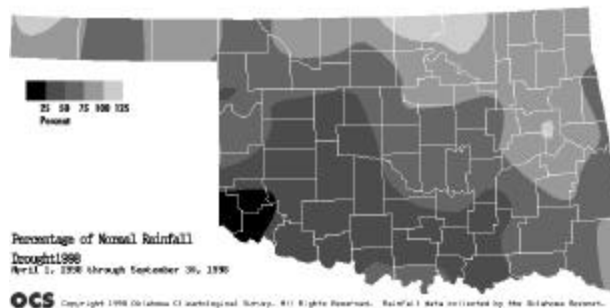 25 50 75 100 125
Percent
Percentage of Normal Rainfall
Drought1998
April 1, 1998 through September 30, 1998
OCS Copyright 1998 Oklahoma Climatological Survey. All Rights Reserved. Rainfall data collected by the Oklahoma Mesonet.